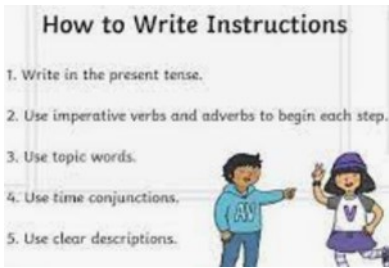 How to Write Instructions
1. Write in the present tense.
2. Use imperative verbs and adverbs to begin each step.
3. Use topic words.
4. Use time conjunctions.
5. Use clear descriptions.
AV
V